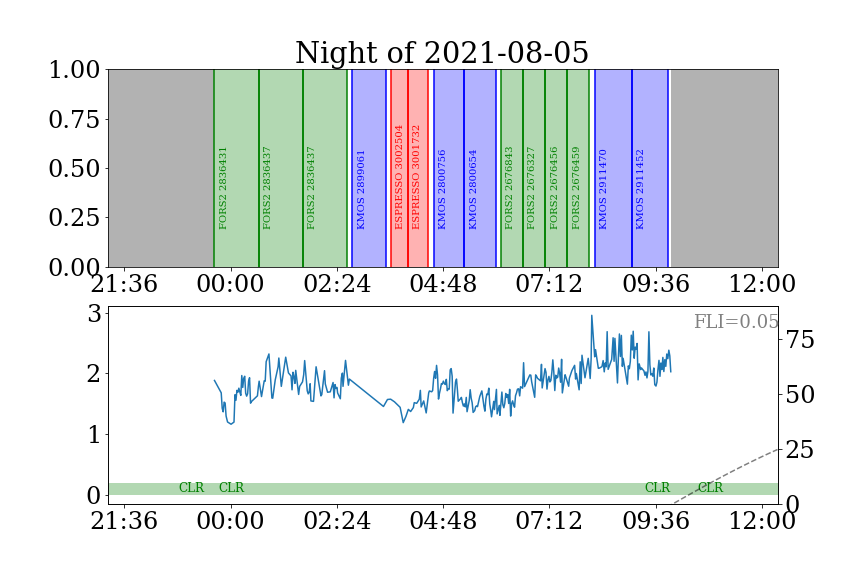 Night of 2021-08-05
1.00
0.75
0.50
0.25
0.00
FORS2 2836431
FORS2 2836437
FORS2 2836437
KMOS 2899061
ESPRESSO 3002504
ESPRESSO 3001732
KMOS 2800756
KMOS 2800654
FORS2 2676843
FORS2 2676327
FORS2 2676456
FORS2 2676459
KMOS 2911470
KMOS 2911452
21:36 00:00 02:24 04:48 07:12 09:36 12:00
3
2
1
0
FLI=0.05
75
50
25
0
CLR CLR CLR CLR
21:36 00:00 02:24 04:48 07:12 09:36 12:00